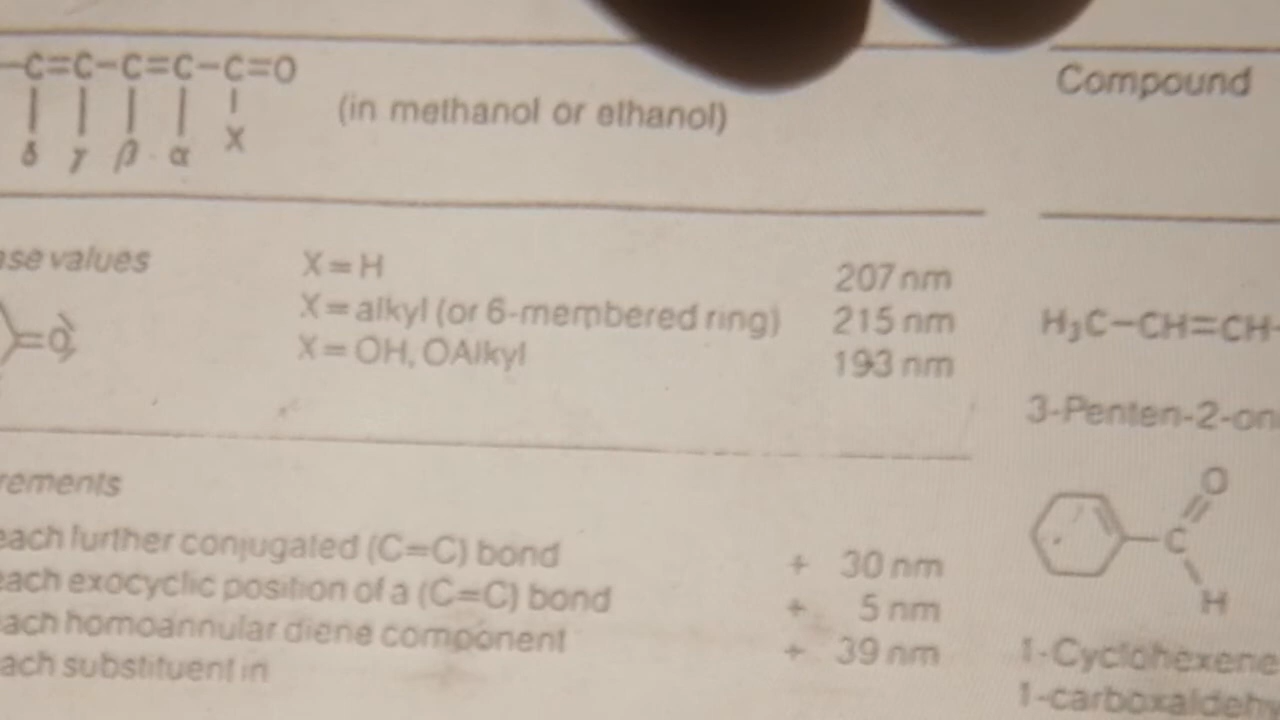 –C=C–C=C–C=O
(in methanol or ethanol)
δ γ β α X
values
X=H 207 nm
X=alkyl (or 6-membered ring) 215 nm
X=OH, OAlkyl 193 nm
each further conjugated (C=C) bond + 30 nm
each exocyclic position of a (C=C) bond + 5 nm
each homoannular diene component + 39 nm
each substituent in
Compound
H₃C–CH=CH–
3-Penten-2-on
O
C
H
1-Cyclohexene